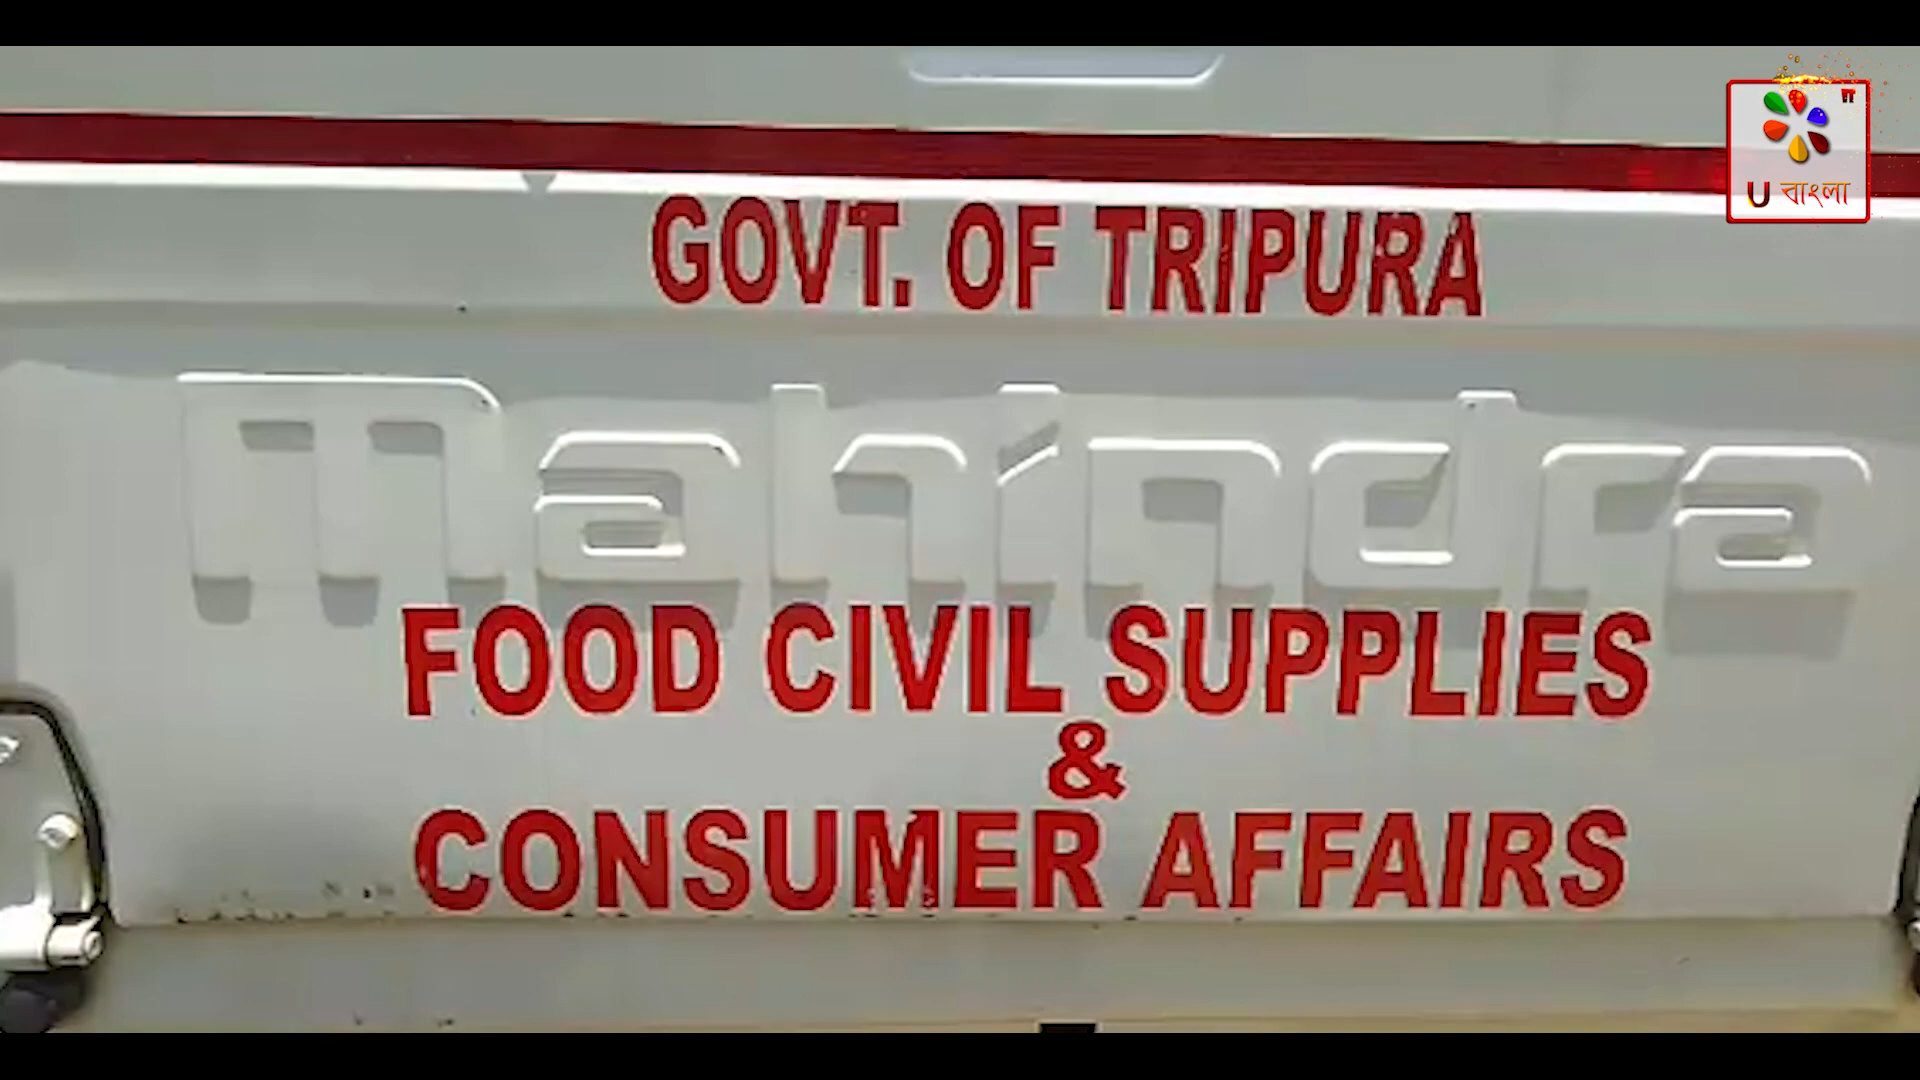 U বাংলা
GOVT. OF TRIPURA
Mahindra
FOOD CIVIL SUPPLIES
&
CONSUMER AFFAIRS